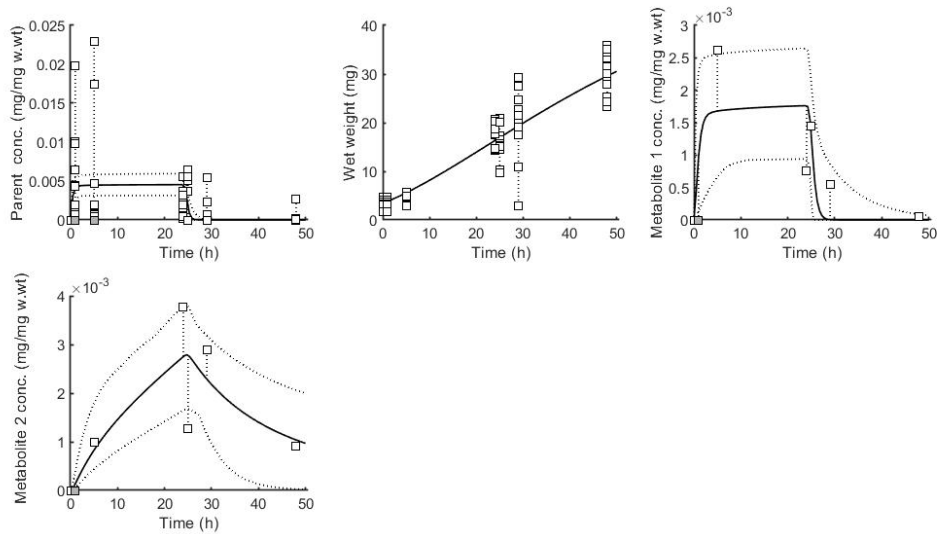 Parent conc. (mg/mg w.wt)
0.025
0.02
0.015
0.01
0.005
0
0 10 20 30 40 50
Time (h)
Wet weight (mg)
40
30
20
10
0
0 10 20 30 40 50
Time (h)
Metabolite 1 conc. (mg/mg w.wt)
×10⁻³
3
2.5
2
1.5
1
0.5
0
0 10 20 30 40 50
Time (h)
Metabolite 2 conc. (mg/mg w.wt)
×10⁻³
4
3
2
1
0
0 10 20 30 40 50
Time (h)